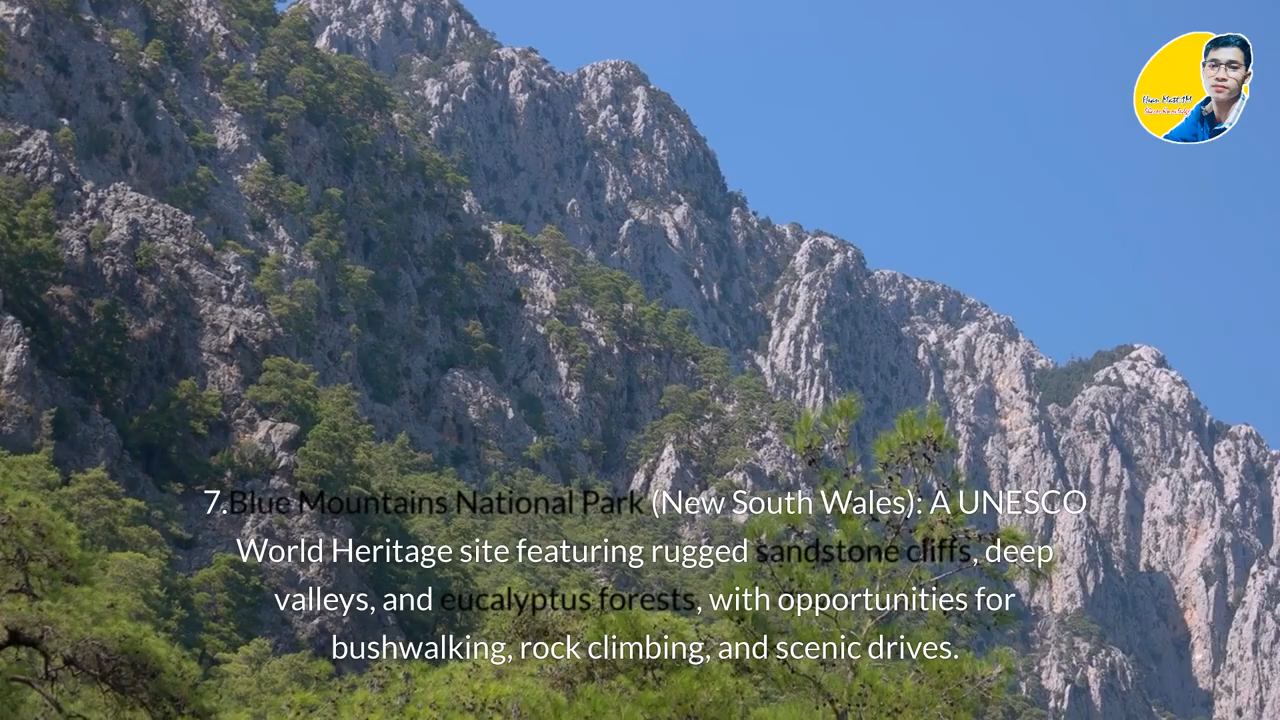 7.Blue Mountains National Park (New South Wales): A UNESCO
World Heritage site featuring rugged sandstone cliffs, deep
valleys, and eucalyptus forests, with opportunities for
bushwalking, rock climbing, and scenic drives.